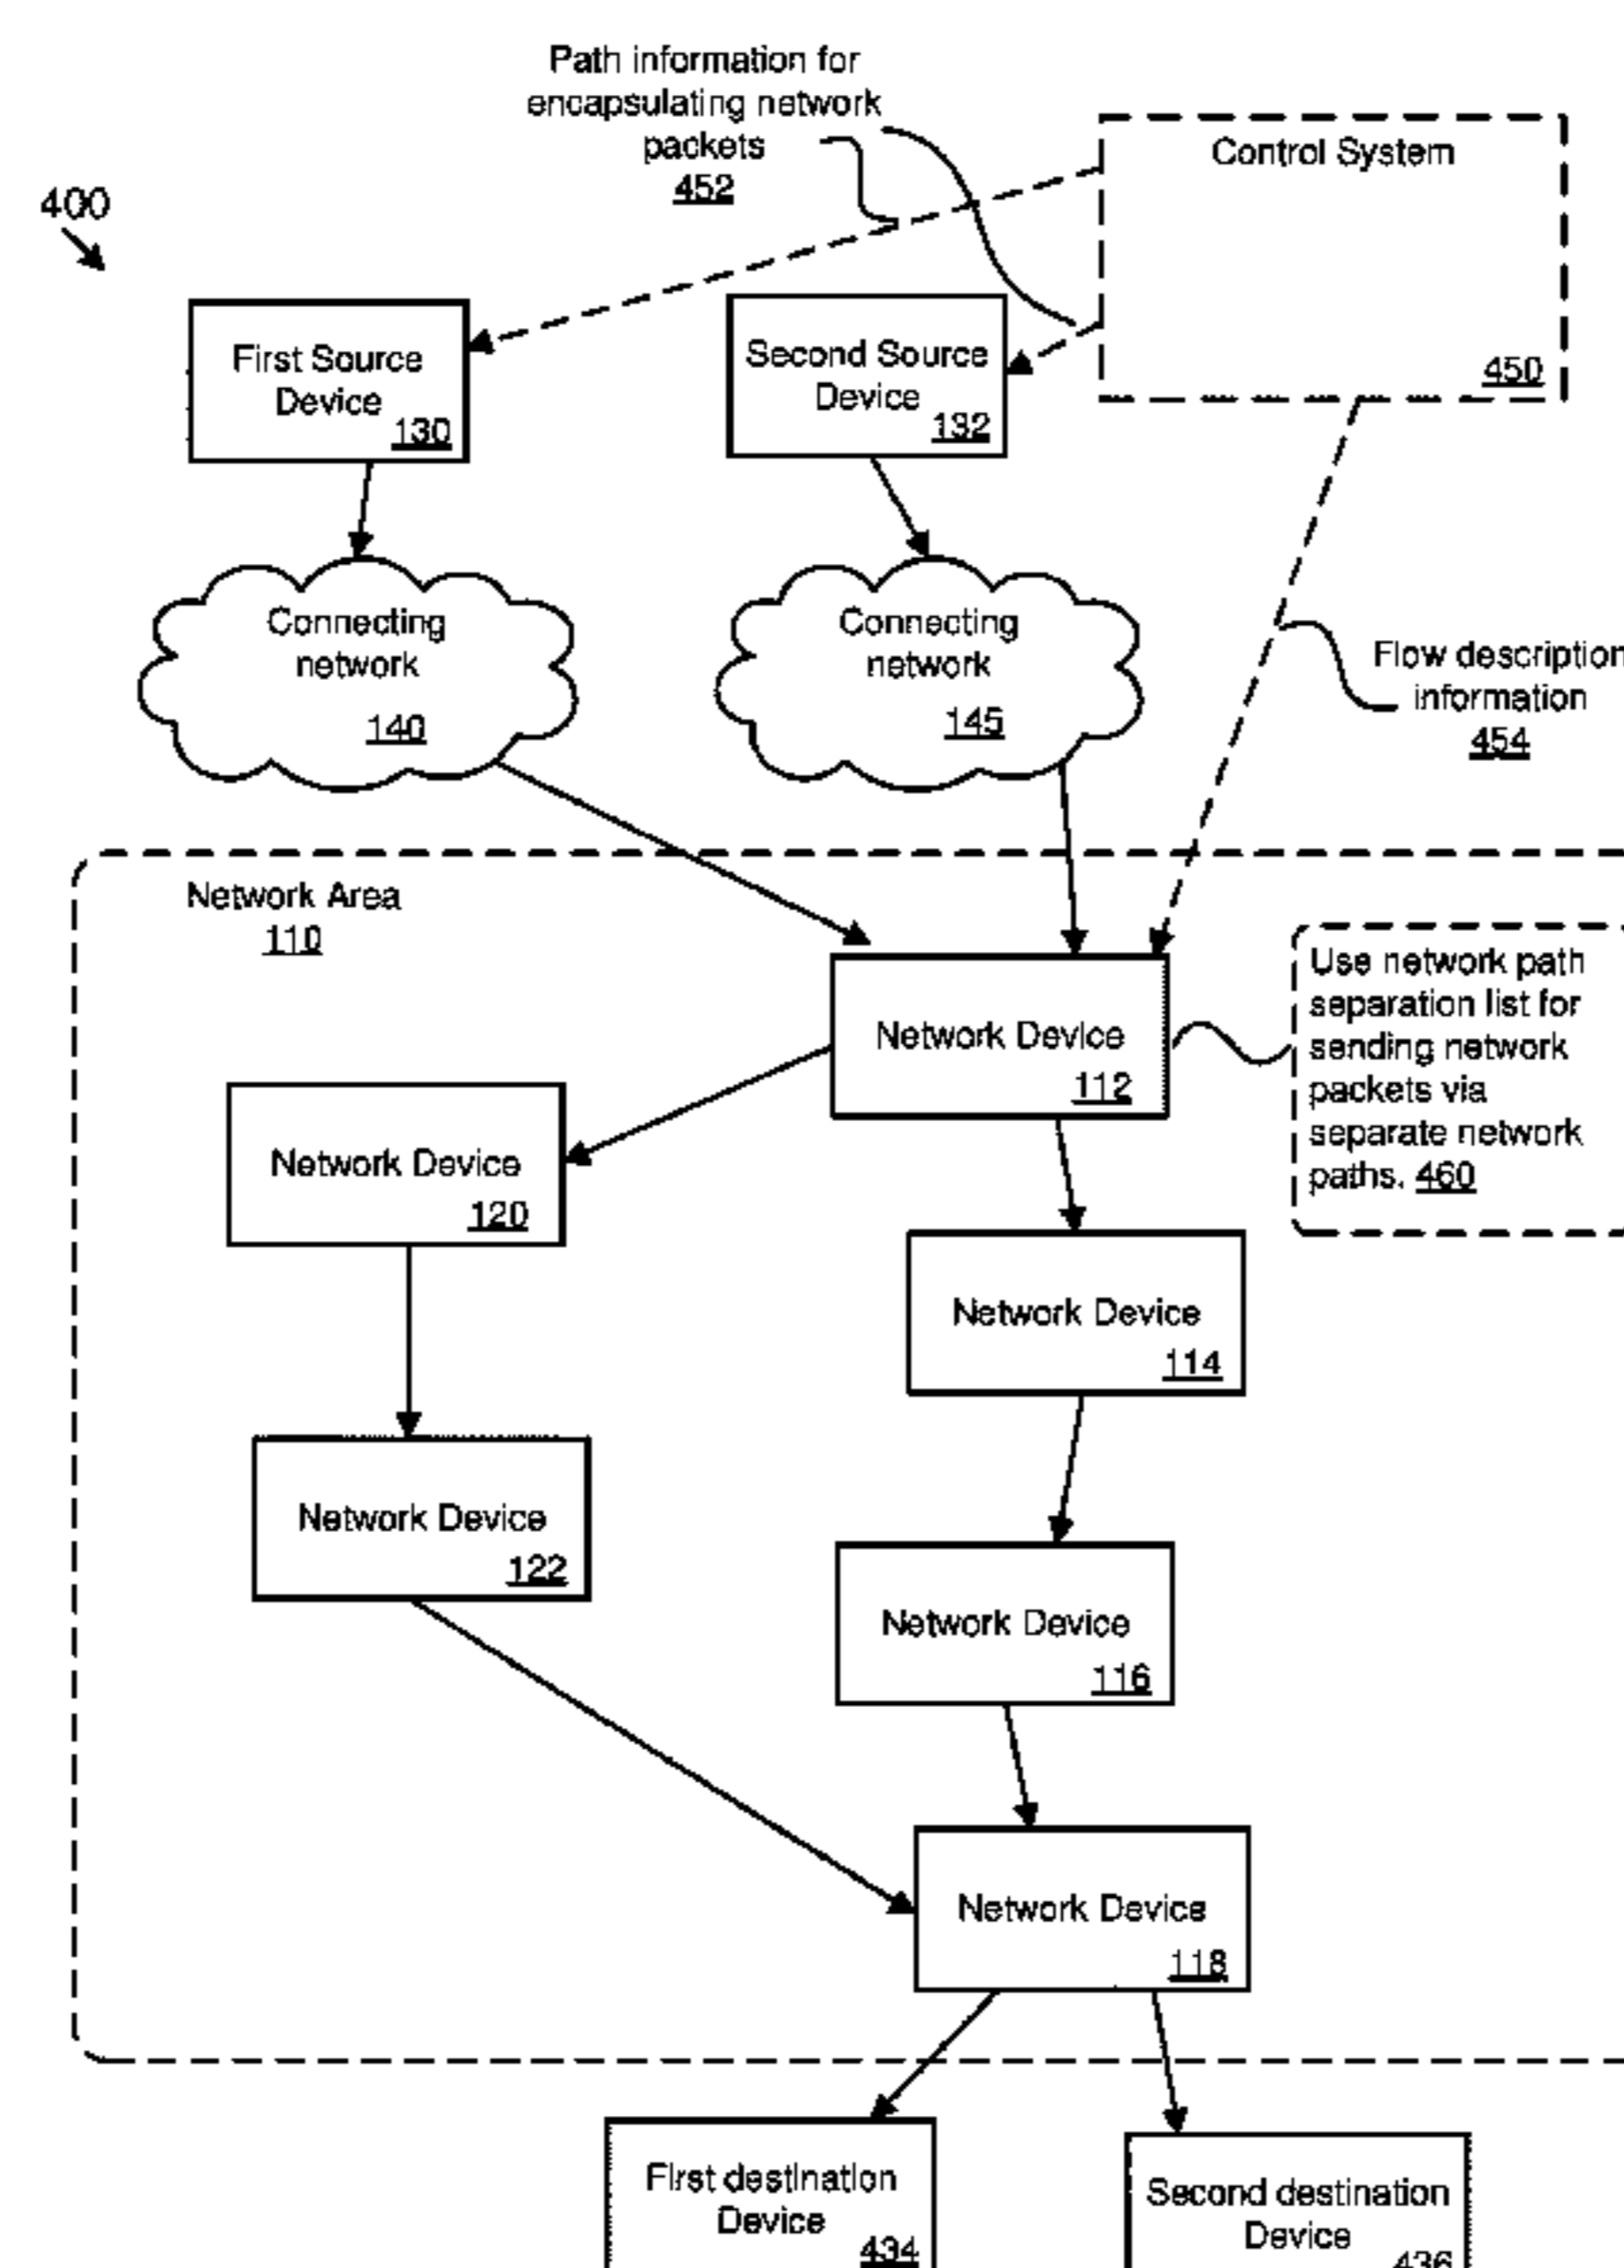 Path information for
encapsulating network
packets
452
Control System
450
400
First Source
Device
130
Second Source
Device
132
Connecting
network
140
Connecting
network
145
Flow description
information
454
Network Area
110
Network Device
112
Use network path
separation list for
sending network
packets via
separate network
paths. 460
Network Device
120
Network Device
114
Network Device
122
Network Device
116
Network Device
118
First destination
Device
434
Second destination
Device
436